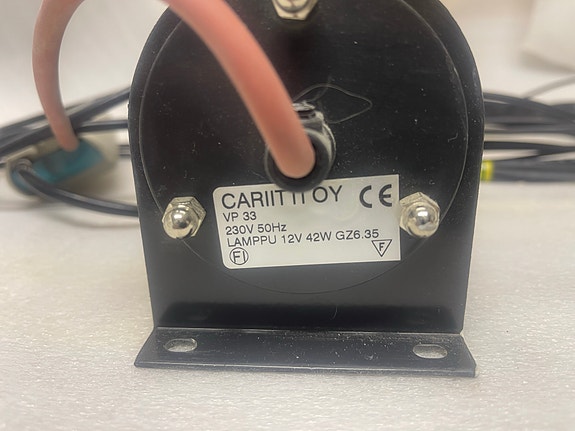 CARIITTI OY CE
VP 33
230V 50Hz
LAMPPU 12V 42W GZ6.35
FI F